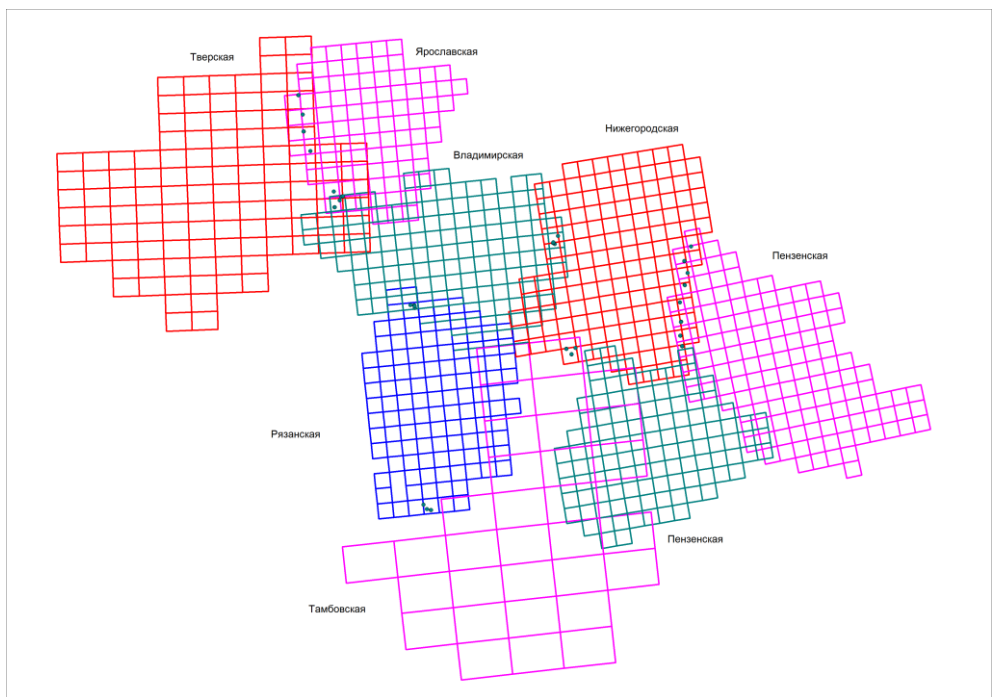 Тверская
Ярославская
Нижегородская
Владимирская
Пензенская
Рязанская
Пензенская
Тамбовская